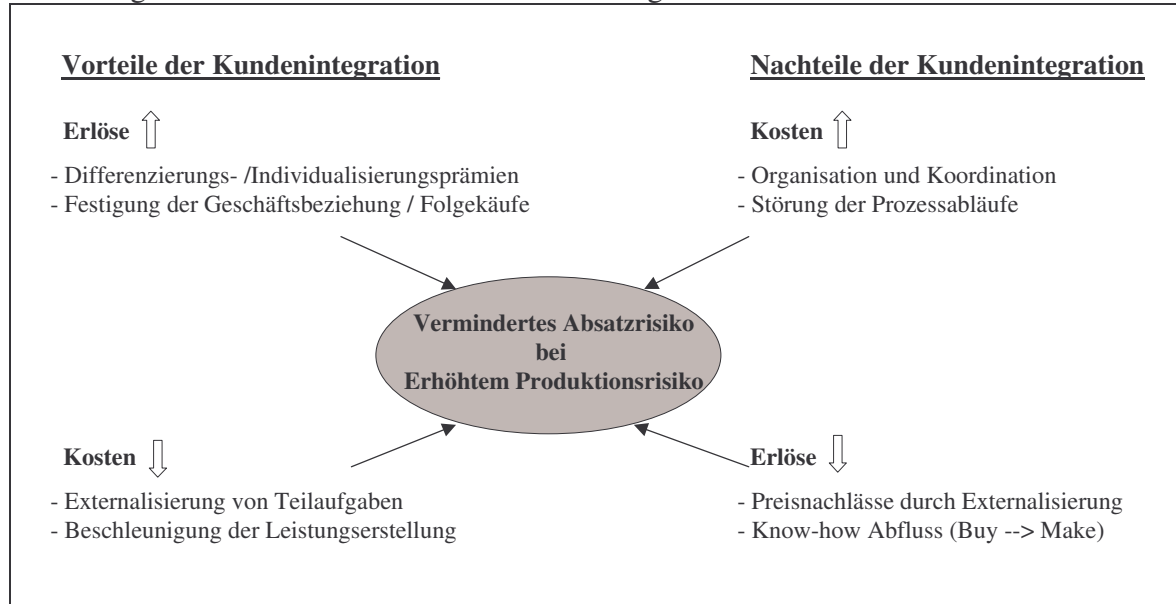 Vorteile der Kundenintegration
Erlöse
- Differenzierungs- /Individualisierungsprämien
- Festigung der Geschäftsbeziehung / Folgekäufe
Nachteile der Kundenintegration
Kosten
- Organisation und Koordination
- Störung der Prozessabläufe
Vermindertes Absatzrisiko
bei
Erhöhtem Produktionsrisiko
Kosten
- Externalisierung von Teilaufgaben
- Beschleunigung der Leistungserstellung
Erlöse
- Preisnachlässe durch Externalisierung
- Know-how Abfluss (Buy --> Make)